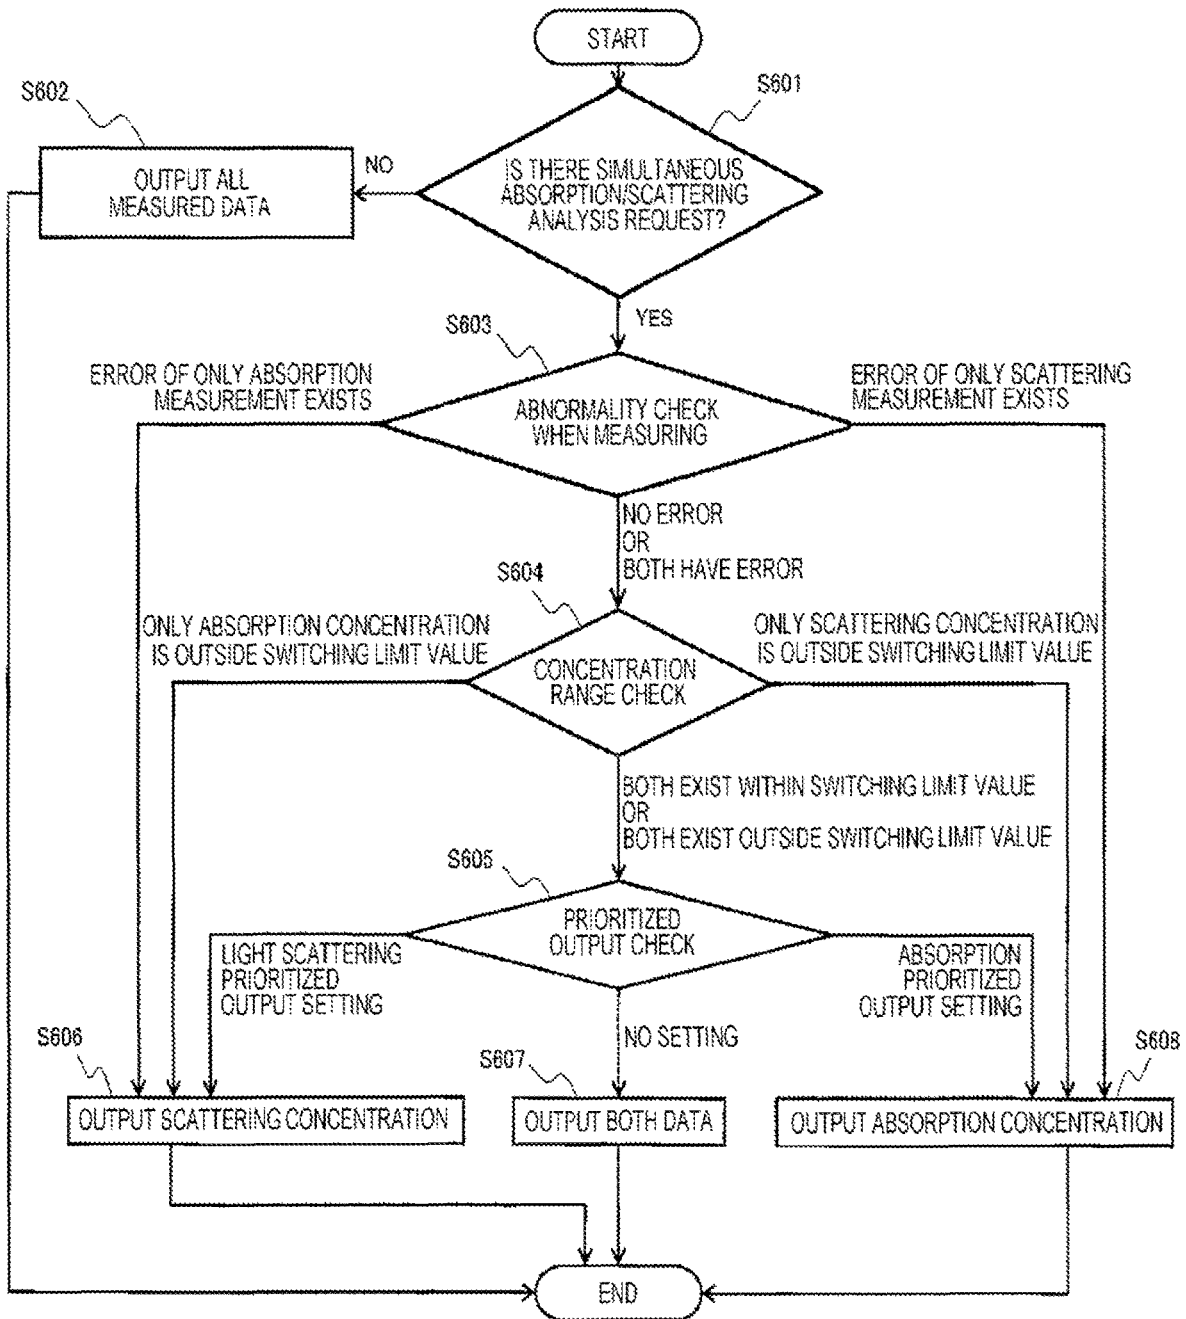 START
S601
S602
IS THERE SIMULTANEOUS
ABSORPTION/SCATTERING
ANALYSIS REQUEST?
NO
OUTPUT ALL
MEASURED DATA
YES
S603
ERROR OF ONLY ABSORPTION
MEASUREMENT EXISTS
ABNORMALITY CHECK
WHEN MEASURING
ERROR OF ONLY SCATTERING
MEASUREMENT EXISTS
NO ERROR
OR
BOTH HAVE ERROR
S604
ONLY ABSORPTION CONCENTRATION
IS OUTSIDE SWITCHING LIMIT VALUE
CONCENTRATION
RANGE CHECK
ONLY SCATTERING CONCENTRATION
IS OUTSIDE SWITCHING LIMIT VALUE
BOTH EXIST WITHIN SWITCHING LIMIT VALUE
OR
BOTH EXIST OUTSIDE SWITCHING LIMIT VALUE
S605
PRIORITIZED
OUTPUT CHECK
LIGHT SCATTERING
PRIORITIZED
OUTPUT SETTING
ABSORPTION
PRIORITIZED
OUTPUT SETTING
NO SETTING
S606
S607
S608
OUTPUT SCATTERING CONCENTRATION
OUTPUT BOTH DATA
OUTPUT ABSORPTION CONCENTRATION
END